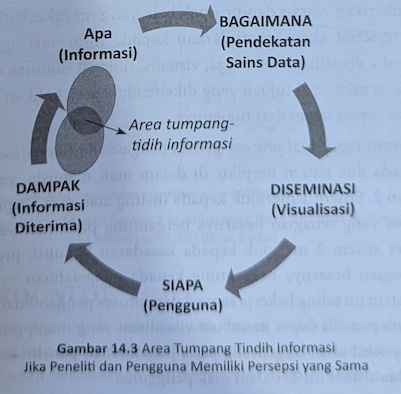 Apa
(Informasi)
BAGAIMANA
(Pendekatan
Sains Data)
Area tumpang-
tidih informasi
DISEMINASI
(Visualisasi)
SIAPA
(Pengguna)
DAMPAK
(Informasi
Diterima)
Gambar 14.3 Area Tumpang Tindih Informasi
Jika Peneliti dan Pengguna Memiliki Persepsi yang Sama